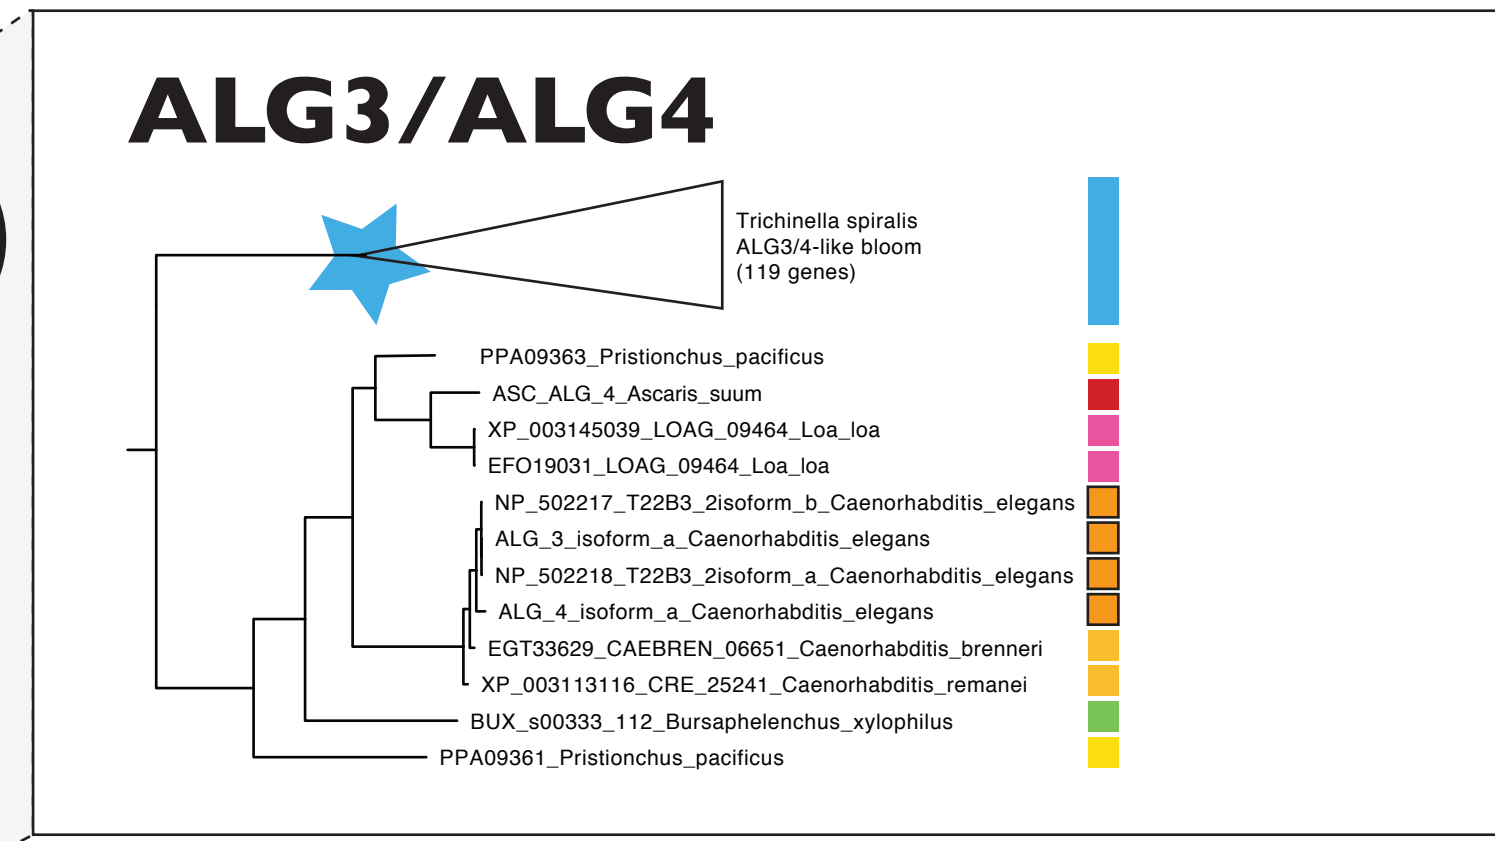 ALG3/ALG4
Trichinella spiralis
ALG3/4-like bloom
(119 genes)
PPA09363_Pristionchus_pacificus
ASC_ALG_4_Ascaris_suum
XP_003145039_LOAG_09464_Loa_loa
EFO19031_LOAG_09464_Loa_loa
NP_502217_T22B3_2isoform_b_Caenorhabditis_elegans
ALG_3_isoform_a_Caenorhabditis_elegans
NP_502218_T22B3_2isoform_a_Caenorhabditis_elegans
ALG_4_isoform_a_Caenorhabditis_elegans
EGT33629_CAEBREN_06651_Caenorhabditis_brenneri
XP_003113116_CRE_25241_Caenorhabditis_remanei
BUX_s00333_112_Bursaphelenchus_xylophilus
PPA09361_Pristionchus_pacificus